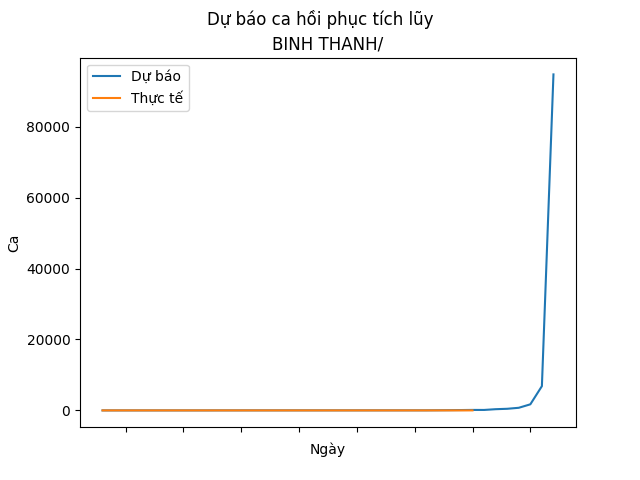 Dự báo ca hồi phục tích lũy
BINH THANH/
Dự báo
Thực tế
80000
60000
40000
20000
0
Ca
Ngày